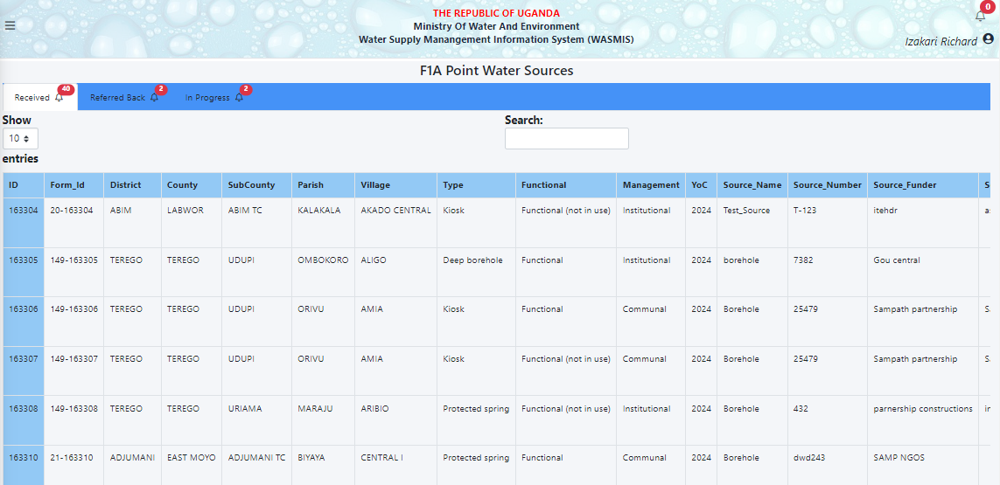 THE REPUBLIC OF UGANDA
Ministry Of Water And Environment
Water Supply Manangement Information System (WASMIS)
0
Izakari Richard
F1A Point Water Sources
Received 40
Referred Back 2
In Progress 2
Show
10
entries
Search:
ID Form_Id District County SubCounty Parish Village Type Functional Management YoC Source_Name Source_Number Source_Funder S
163304 20-163304 ABIM LABWOR ABIM TC KALAKALA AKADO CENTRAL Kiosk Functional (not in use) Institutional 2024 Test_Source T-123 itehdr
163305 149-163305 TEREGO TEREGO UDUPI OMBOKORO ALIGO Deep borehole Functional Institutional 2024 borehole 7382 Gou central
163306 149-163306 TEREGO TEREGO UDUPI ORIVU AMIA Kiosk Functional Communal 2024 Borehole 25479 Sampath partnership
163307 149-163307 TEREGO TEREGO UDUPI ORIVU AMIA Kiosk Functional (not in use) Communal 2024 Borehole 25479 Sampath partnership
163308 149-163308 TEREGO TEREGO URIAMA MARAJU ARIBIO Protected spring Functional (not in use) Institutional 2024 Borehole 432 parnership constructions
163310 21-163310 ADJUMANI EAST MOYO ADJUMANI TC BIYAYA CENTRAL I Protected spring Functional Communal 2024 Borehole dwd243 SAMP NGOS